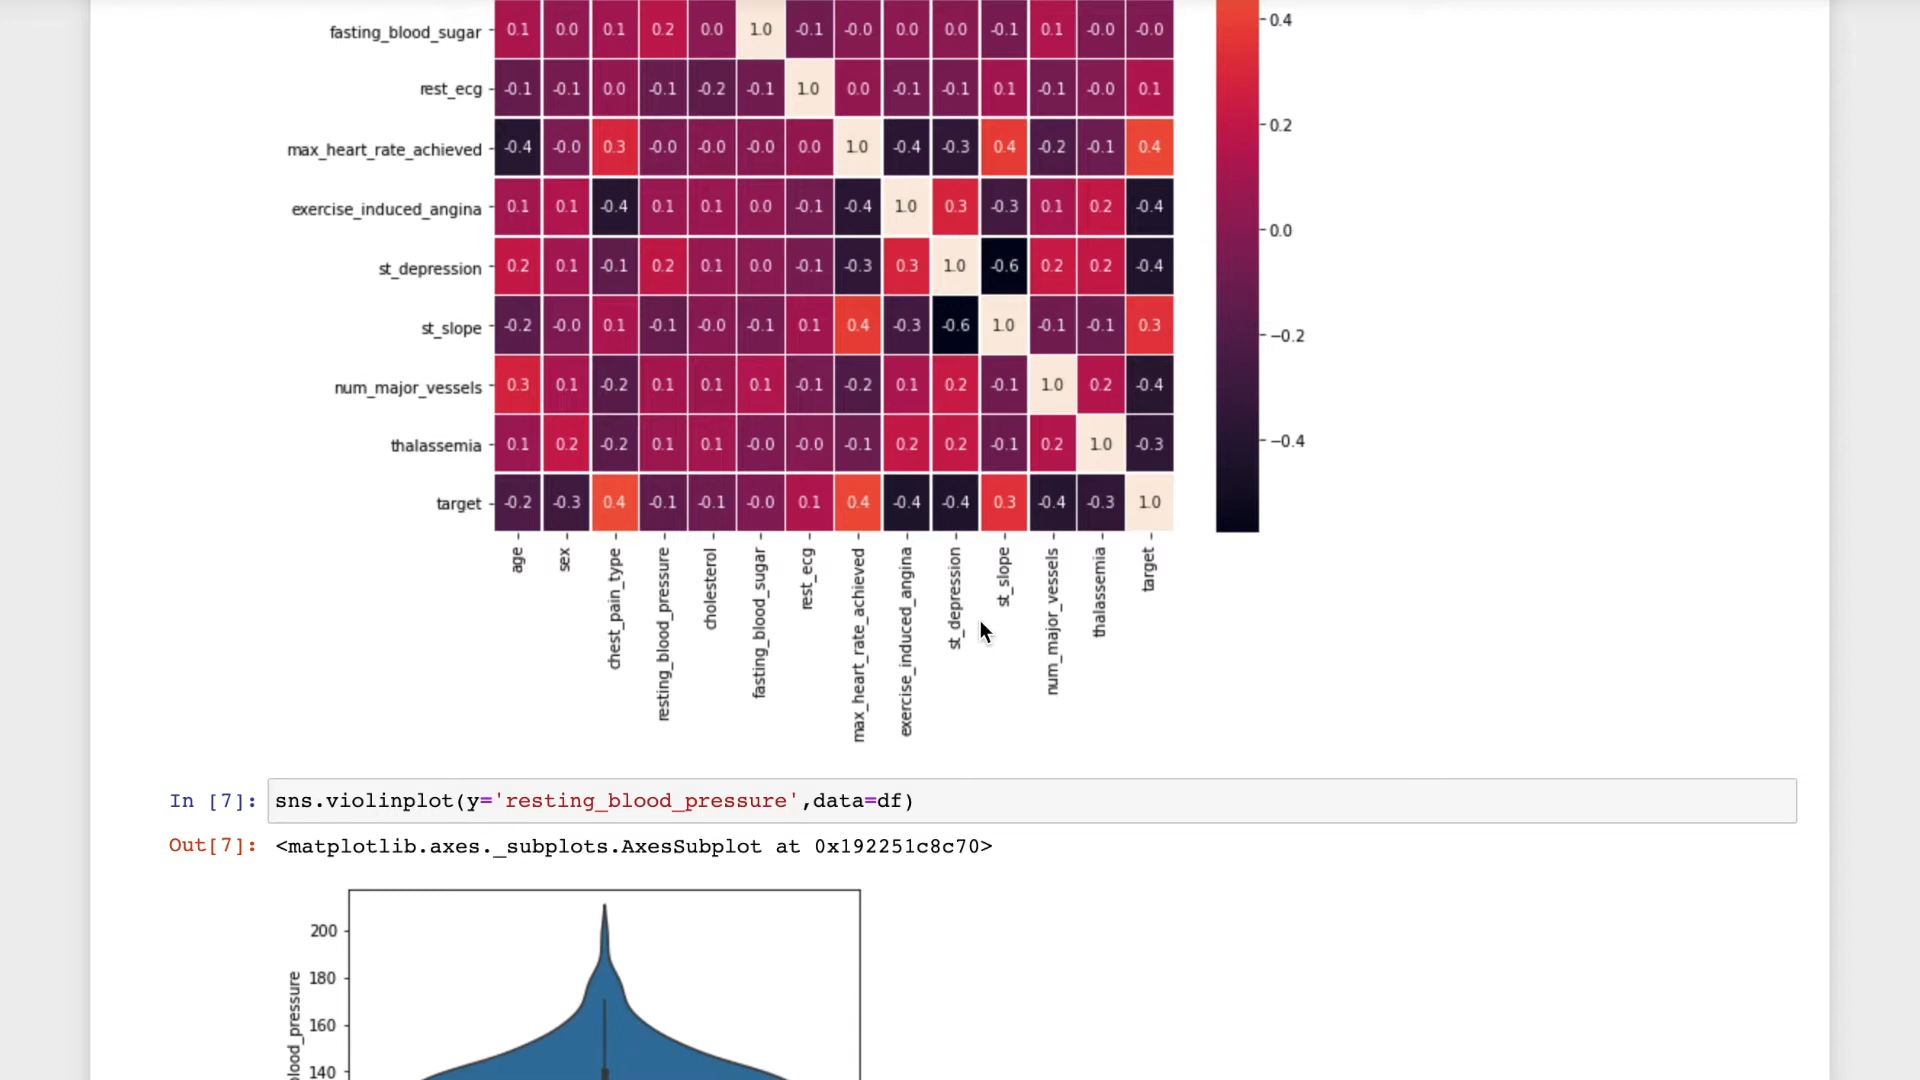 fasting_blood_sugar 0.1 0.0 0.1 0.2 0.0 1.0 -0.1 -0.0 0.0 0.0 -0.1 0.1 -0.0 -0.0
rest_ecg -0.1 -0.1 0.0 -0.1 -0.2 -0.1 1.0 0.0 -0.1 -0.1 0.1 -0.1 -0.0 0.1
max_heart_rate_achieved -0.4 -0.0 0.3 -0.0 -0.0 -0.0 0.0 1.0 -0.4 -0.3 0.4 -0.2 -0.1 0.4
exercise_induced_angina 0.1 0.1 -0.4 0.1 0.1 0.0 -0.1 -0.4 1.0 0.3 -0.3 0.1 0.2 -0.4
st_depression 0.2 0.1 -0.1 0.2 0.1 0.0 -0.1 -0.3 0.3 1.0 -0.6 0.2 0.2 -0.4
st_slope -0.2 -0.0 0.1 -0.1 -0.0 -0.1 0.1 0.4 -0.3 -0.6 1.0 -0.1 -0.1 0.3
num_major_vessels 0.3 0.1 -0.2 0.1 0.1 0.1 -0.1 -0.2 0.1 0.2 -0.1 1.0 0.2 -0.4
thalassemia 0.1 0.2 -0.2 0.1 0.1 -0.0 -0.0 -0.1 0.2 0.2 -0.1 0.2 1.0 -0.3
target -0.2 -0.3 0.4 -0.1 -0.1 -0.0 0.1 0.4 -0.4 -0.4 0.3 -0.4 -0.3 1.0
age
sex
chest_pain_type
resting_blood_pressure
cholesterol
fasting_blood_sugar
rest_ecg
max_heart_rate_achieved
exercise_induced_angina
st_depression
st_slope
num_major_vessels
thalassemia
target
0.4
0.2
0.0
−0.2
−0.4
In [7]: sns.violinplot(y='resting_blood_pressure',data=df)
Out[7]: <matplotlib.axes._subplots.AxesSubplot at 0x192251c8c70>
200
180
160
140
blood_pressure